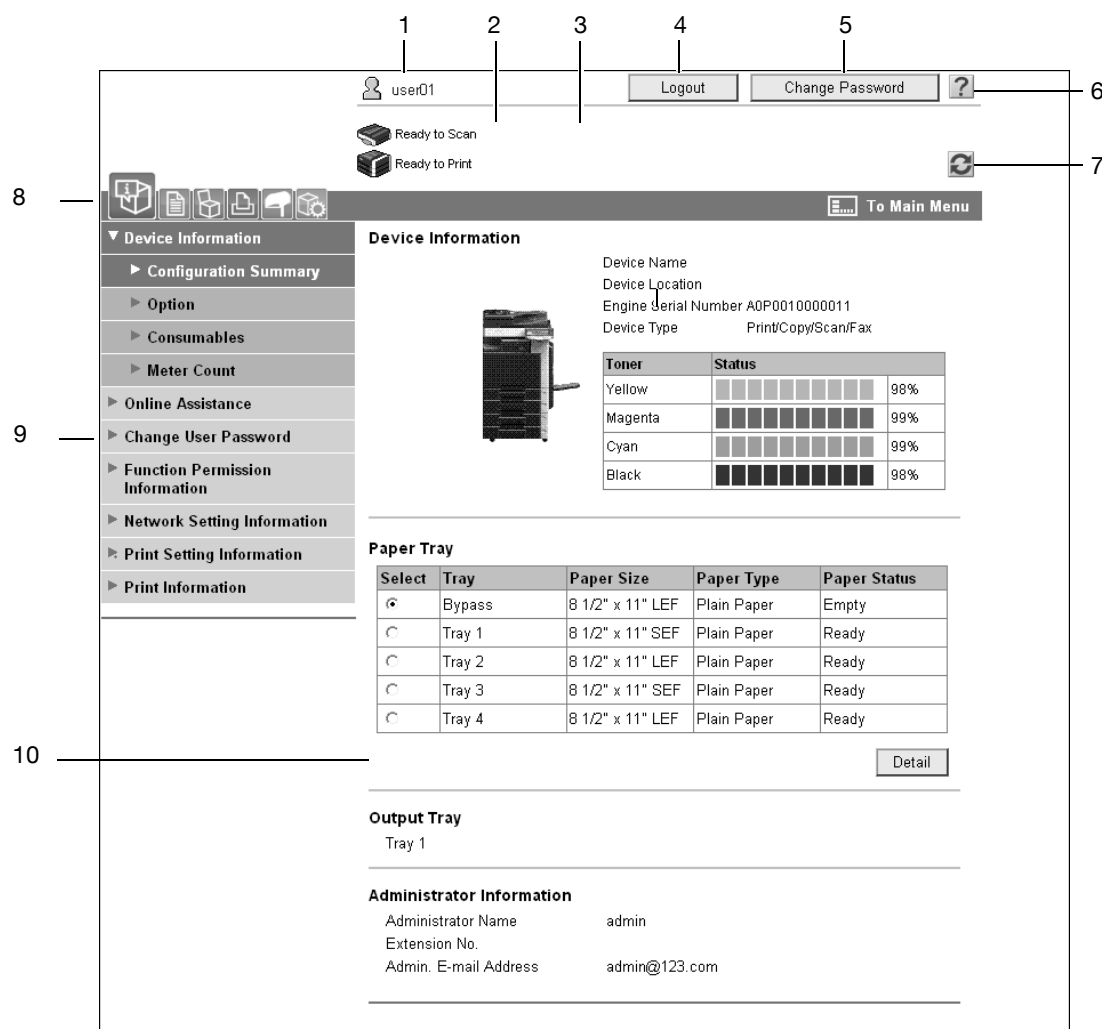 1 2 3 4 5
user01 Logout Change Password ? 6
Ready to Scan
Ready to Print 7
8
To Main Menu
Device Information
Configuration Summary
Option
Consumables
Meter Count
Online Assistance
9 Change User Password
Function Permission
Information
Network Setting Information
Print Setting Information
Print Information
Device Information
Device Name
Device Location
Engine Serial Number A0P0010000011
Device Type Print/Copy/Scan/Fax
Toner Status
Yellow 98%
Magenta 99%
Cyan 99%
Black 98%
Paper Tray
Select Tray Paper Size Paper Type Paper Status
Bypass 8 1/2" x 11" LEF Plain Paper Empty
Tray 1 8 1/2" x 11" SEF Plain Paper Ready
Tray 2 8 1/2" x 11" LEF Plain Paper Ready
Tray 3 8 1/2" x 11" SEF Plain Paper Ready
Tray 4 8 1/2" x 11" LEF Plain Paper Ready
10 Detail
Output Tray
Tray 1
Administrator Information
Administrator Name admin
Extension No.
Admin. E-mail Address admin@123.com